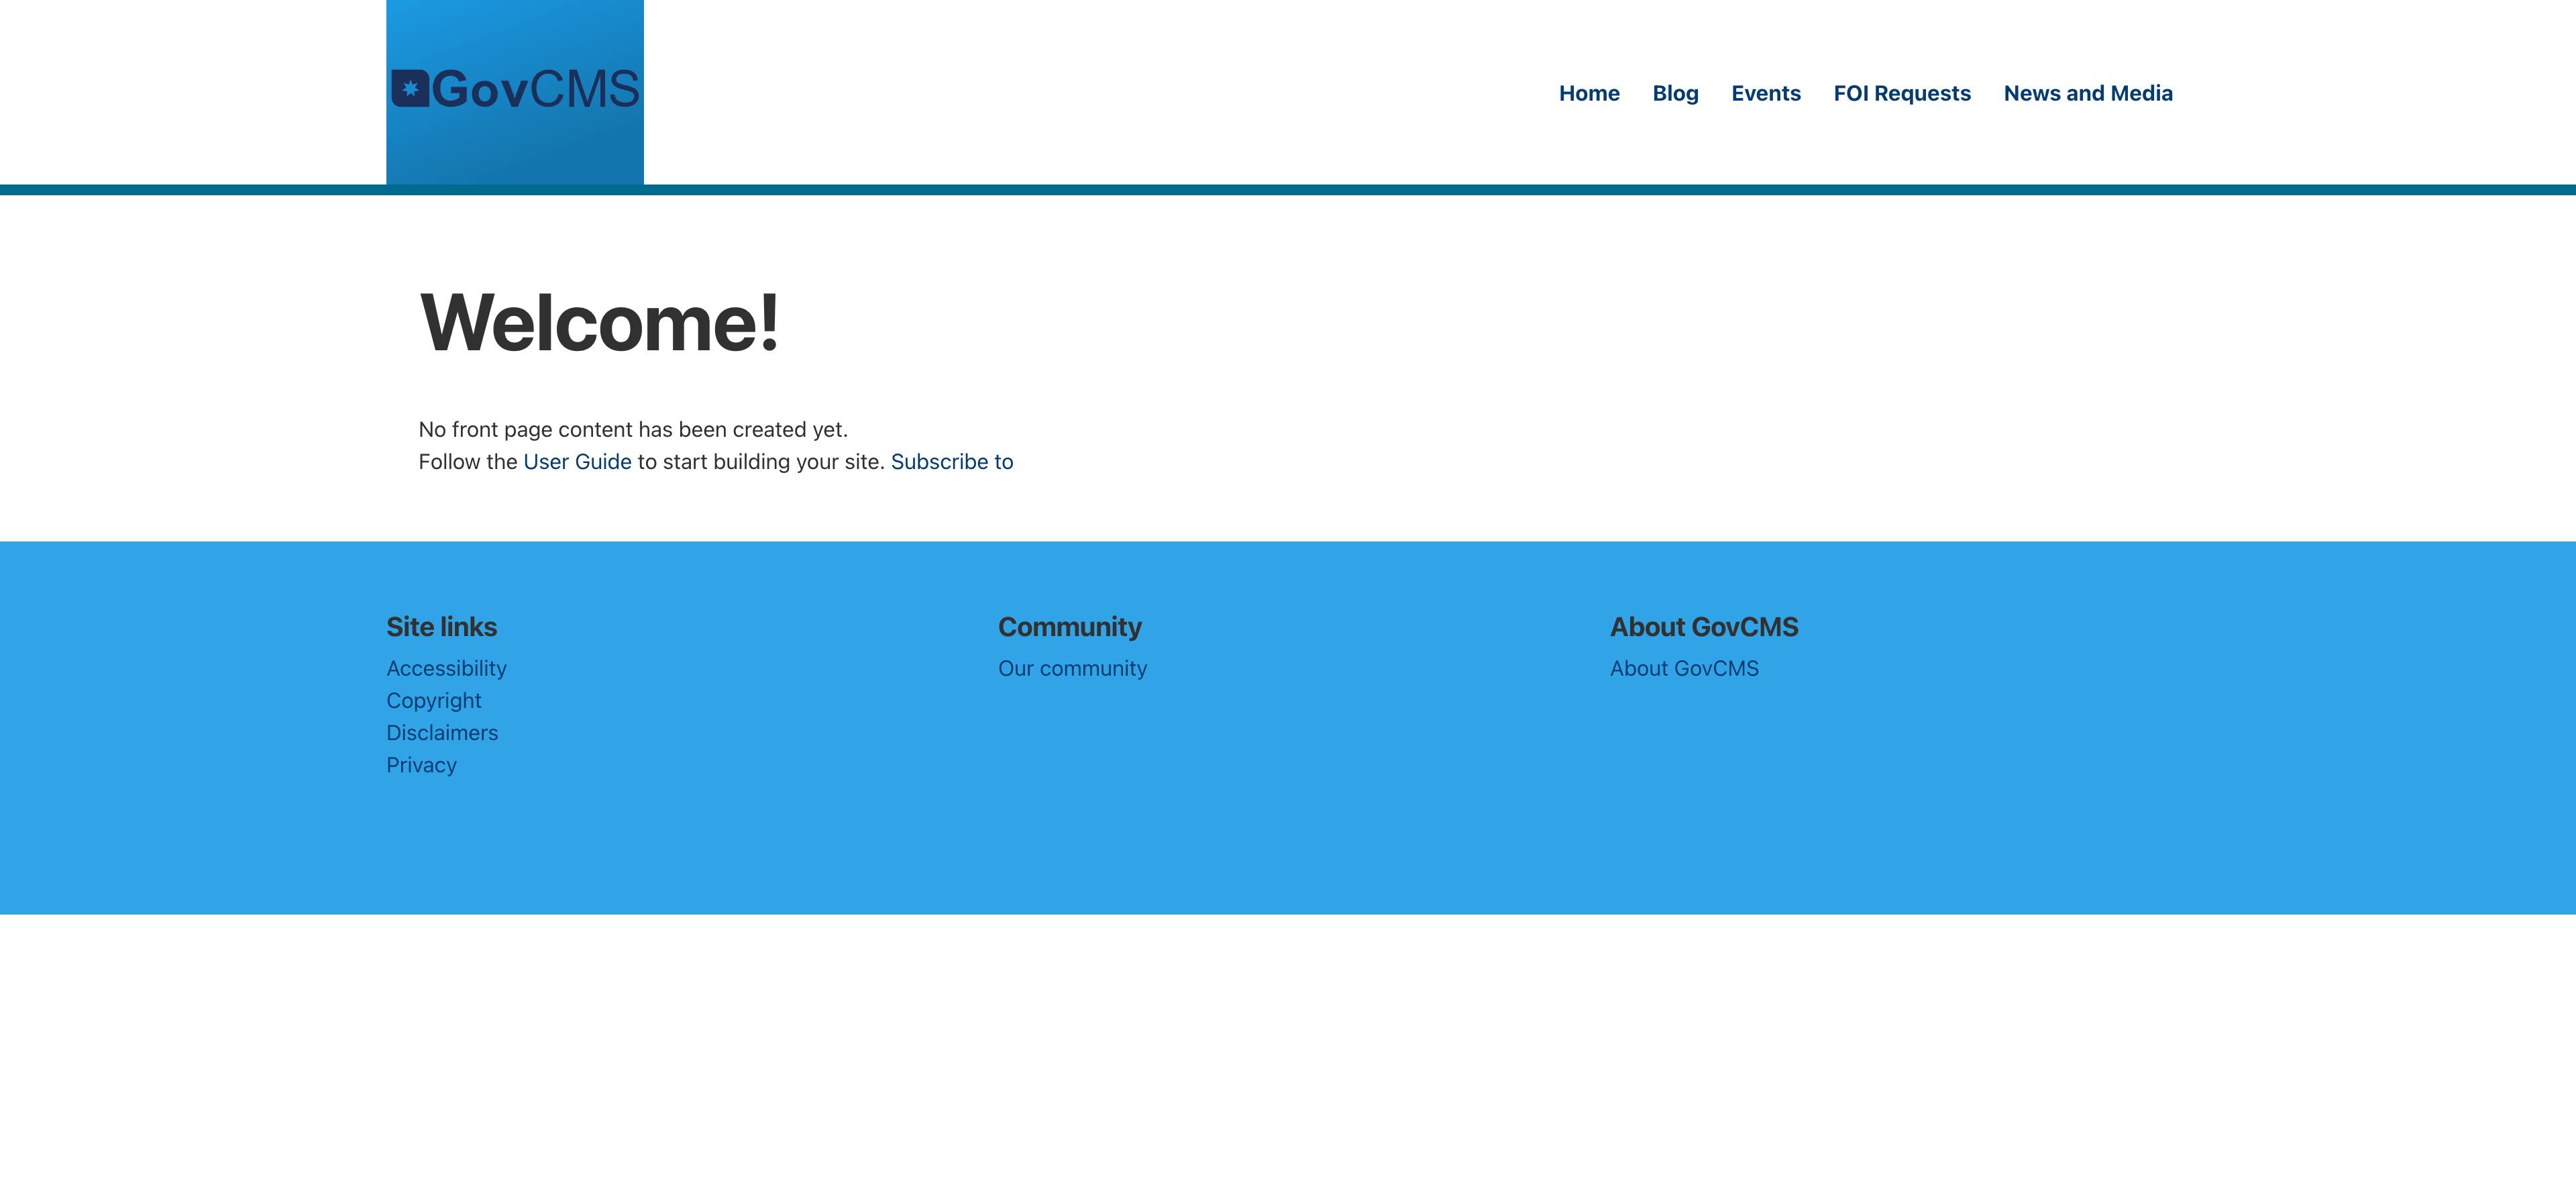 GovCMS
Home Blog Events FOI Requests News and Media
Welcome!
No front page content has been created yet.
Follow the User Guide to start building your site. Subscribe to
Site links
Accessibility
Copyright
Disclaimers
Privacy
Community
Our community
About GovCMS
About GovCMS